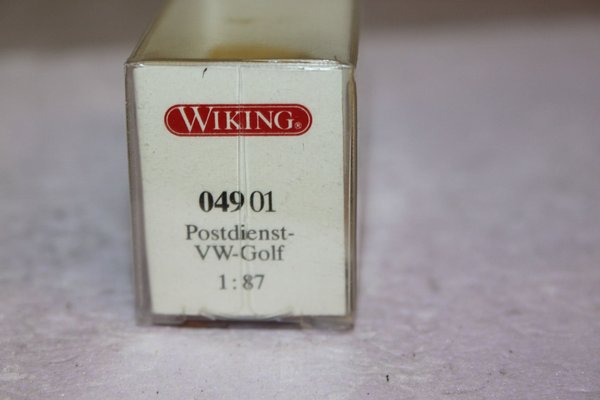 WIKING®
049 01
Postdienst-
VW-Golf
1:87